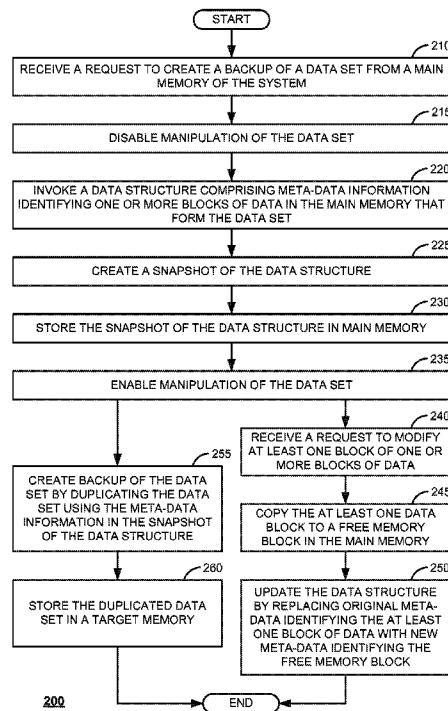 START
210
RECEIVE A REQUEST TO CREATE A BACKUP OF A DATA SET FROM A MAIN
MEMORY OF THE SYSTEM
215
DISABLE MANIPULATION OF THE DATA SET
220
INVOKE A DATA STRUCTURE COMPRISING META-DATA INFORMATION
IDENTIFYING ONE OR MORE BLOCKS OF DATA IN THE MAIN MEMORY THAT
FORM THE DATA SET
225
CREATE A SNAPSHOT OF THE DATA STRUCTURE
230
STORE THE SNAPSHOT OF THE DATA STRUCTURE IN MAIN MEMORY
235
ENABLE MANIPULATION OF THE DATA SET
240
RECEIVE A REQUEST TO MODIFY
AT LEAST ONE BLOCK OF ONE OR
MORE BLOCKS OF DATA
245
COPY THE AT LEAST ONE DATA
BLOCK TO A FREE MEMORY
BLOCK IN THE MAIN MEMORY
250
UPDATE THE DATA STRUCTURE
BY REPLACING ORIGINAL META-
DATA IDENTIFYING THE AT LEAST
ONE BLOCK OF DATA WITH NEW
META-DATA IDENTIFYING THE
FREE MEMORY BLOCK
255
CREATE BACKUP OF THE DATA
SET BY DUPLICATING THE DATA
SET USING THE META-DATA
INFORMATION IN THE SNAPSHOT
OF THE DATA STRUCTURE
260
STORE THE DUPLICATED DATA
SET IN A TARGET MEMORY
200
END